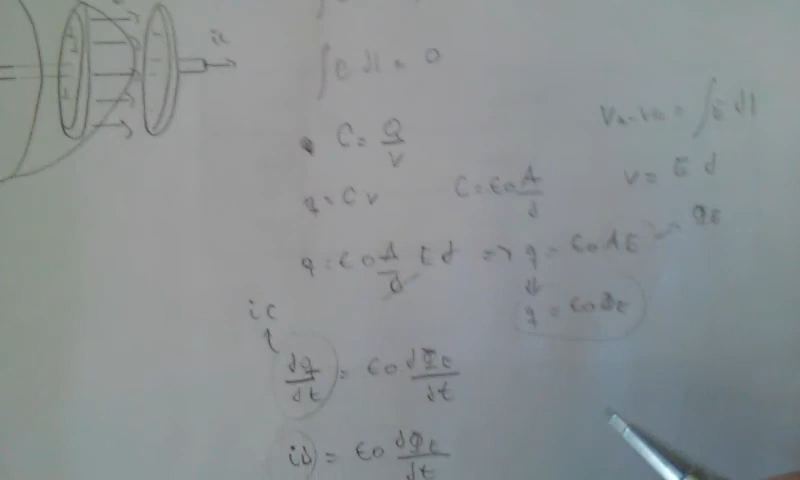 ic
∫ E dl = 0
Va - Vb = ∫ E dl
C = Q/V
V = E d
q = C v
C = ε0 A/d
q = ε0 A/d E d => q = ε0 A E
ΦE
q = ε0 ΦE
ic
dq/dt = ε0 dΦE/dt
iD = ε0 dΦE/dt